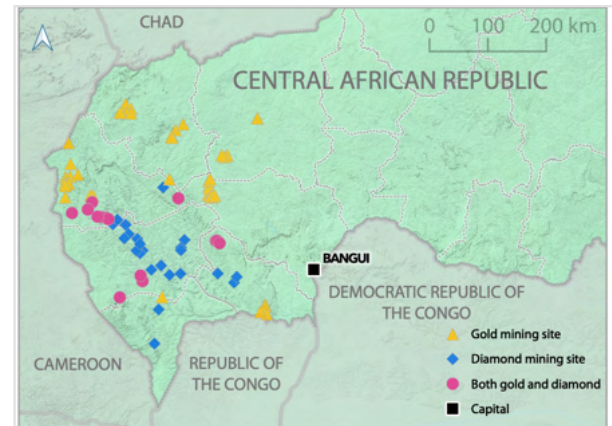 CHAD
0 100 200 km
CENTRAL AFRICAN REPUBLIC
BANGUI
DEMOCRATIC REPUBLIC OF
THE CONGO
CAMEROON
REPUBLIC OF
THE CONGO
Gold mining site
Diamond mining site
Both gold and diamond
Capital